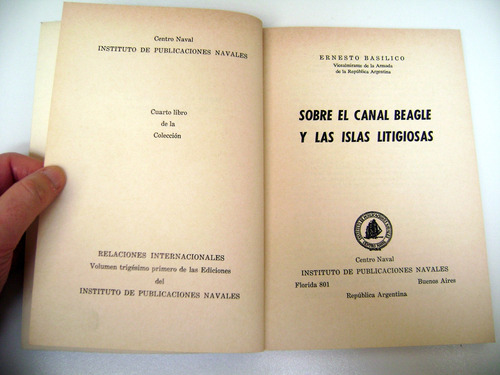 Centro Naval
INSTITUTO DE PUBLICACIONES NAVALES
Cuarto libro
de la
Colección
RELACIONES INTERNACIONALES
Volumen trigésimo primero de las Ediciones
del
INSTITUTO DE PUBLICACIONES NAVALES
ERNESTO BASILICO
Vicealmirante de la Armada
de la República Argentina
SOBRE EL CANAL BEAGLE
Y LAS ISLAS LITIGIOSAS
Centro Naval
INSTITUTO DE PUBLICACIONES NAVALES
Florida 801 Buenos Aires
República Argentina